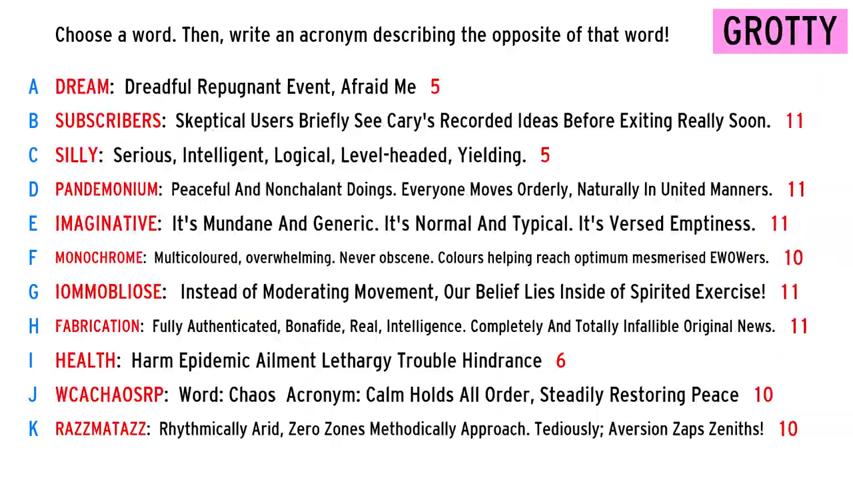 Choose a word. Then, write an acronym describing the opposite of that word! GROTTY
A DREAM: Dreadful Repugnant Event, Afraid Me 5
B SUBSCRIBERS: Skeptical Users Briefly See Cary's Recorded Ideas Before Exiting Really Soon. 11
C SILLY: Serious, Intelligent, Logical, Level-headed, Yielding. 5
D PANDEMONIUM: Peaceful And Nonchalant Doings. Everyone Moves Orderly, Naturally In United Manners. 11
E IMAGINATIVE: It's Mundane And Generic. It's Normal And Typical. It's Versed Emptiness. 11
F MONOCHROME: Multicoloured, overwhelming. Never obscene. Colours helping reach optimum mesmerised EWOWers. 10
G IOMMOBLIOSE: Instead of Moderating Movement, Our Belief Lies Inside of Spirited Exercise! 11
H FABRICATION: Fully Authenticated, Bonafide, Real, Intelligence. Completely And Totally Infallible Original News. 11
I HEALTH: Harm Epidemic Ailment Lethargy Trouble Hindrance 6
J WCACHAOSRP: Word: Chaos Acronym: Calm Holds All Order, Steadily Restoring Peace 10
K RAZZMATAZZ: Rhythmically Arid, Zero Zones Methodically Approach. Tediously; Aversion Zaps Zeniths! 10